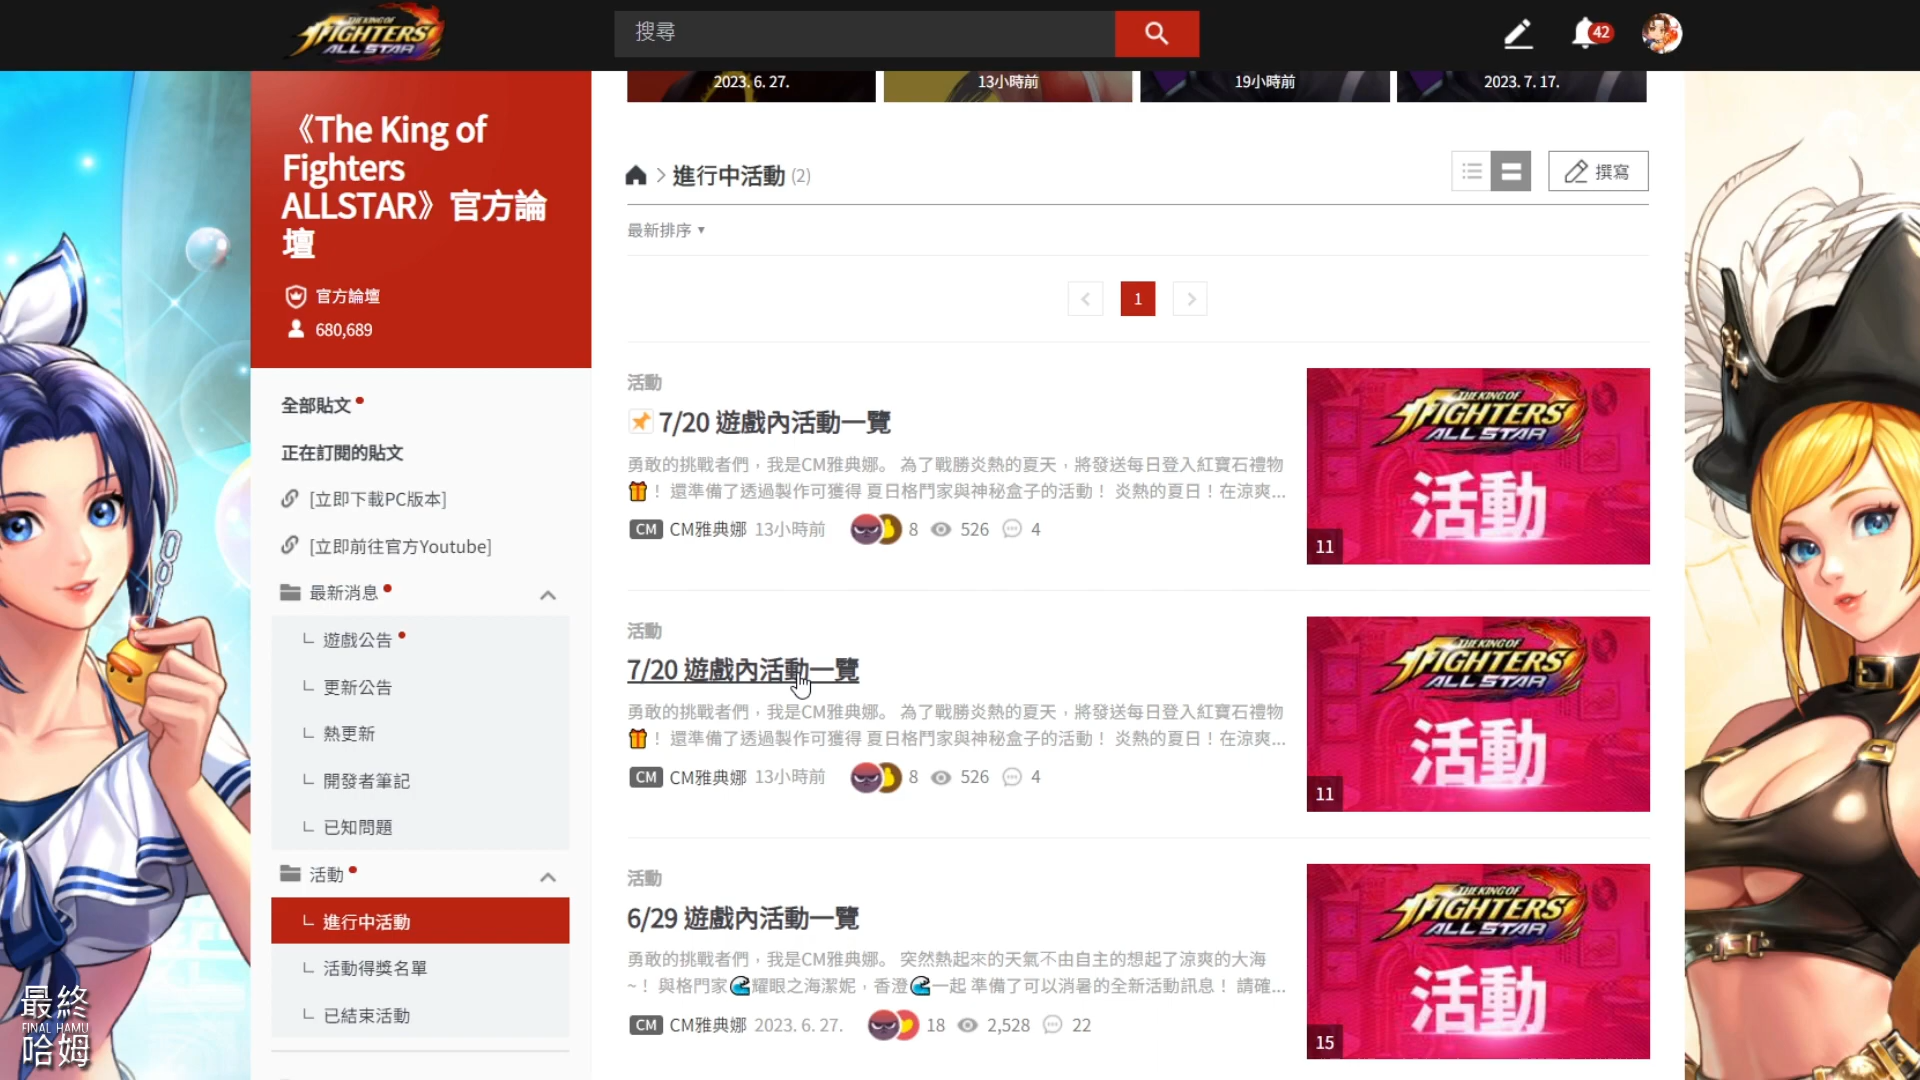 THE KING OF
FIGHTERS
ALL STAR
搜尋
42
《The King of
Fighters
ALLSTAR》官方論
壇
官方論壇
680,689
全部貼文
正在訂閱的貼文
[立即下載PC版本]
[立即前往官方Youtube]
最新消息
遊戲公告
更新公告
熱更新
開發者筆記
已知問題
活動
進行中活動
活動得獎名單
已結束活動
2023. 6. 27.
13小時前
19小時前
2023. 7. 17.
進行中活動 (2)
撰寫
最新排序 ▼
1
活動
7/20 遊戲內活動一覽
勇敢的挑戰者們，我是CM雅典娜。 為了戰勝炎熱的夏天，將發送每日登入紅寶石禮物
🎁！ 還準備了透過製作可獲得 夏日格鬥家與神秘盒子的活動！ 炎熱的夏日！在涼爽...
CM CM雅典娜 13小時前 8 526 4
THE KING OF
FIGHTERS
ALL STAR
活動
11
活動
7/20 遊戲內活動一覽
勇敢的挑戰者們，我是CM雅典娜。 為了戰勝炎熱的夏天，將發送每日登入紅寶石禮物
🎁！ 還準備了透過製作可獲得 夏日格鬥家與神秘盒子的活動！ 炎熱的夏日！在涼爽...
CM CM雅典娜 13小時前 8 526 4
THE KING OF
FIGHTERS
ALL STAR
活動
11
活動
6/29 遊戲內活動一覽
勇敢的挑戰者們，我是CM雅典娜。 突然熱起來的天氣不由自主的想起了涼爽的大海
~！ 與格鬥家🌊耀眼之海潔妮，香澄🌊一起 準備了可以消暑的全新活動訊息！ 請確...
CM CM雅典娜 2023. 6. 27. 18 2,528 22
THE KING OF
FIGHTERS
ALL STAR
活動
15
最終
FINAL HAMU
哈姆